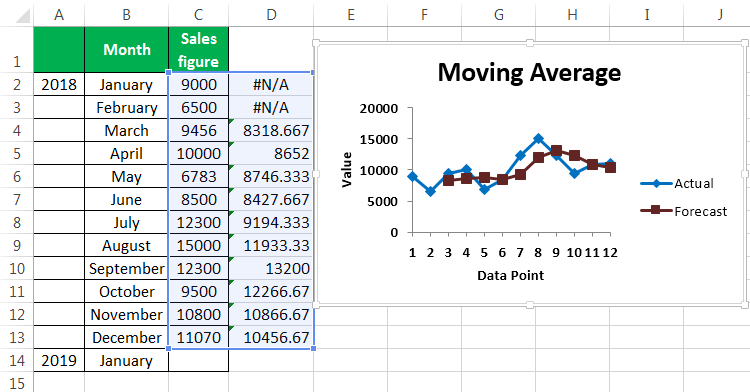 A B C D E F G H I J
1 Month Sales figure
2 2018 January 9000 #N/A
3 February 6500 #N/A
4 March 9456 8318.667
5 April 10000 8652
6 May 6783 8746.333
7 June 8500 8427.667
8 July 12300 9194.333
9 August 15000 11933.33
10 September 12300 13200
11 October 9500 12266.67
12 November 10800 10866.67
13 December 11070 10456.67
14 2019 January
15
Moving Average
20000
15000
10000
5000
0
Value
1 2 3 4 5 6 7 8 9 10 11 12
Data Point
Actual
Forecast